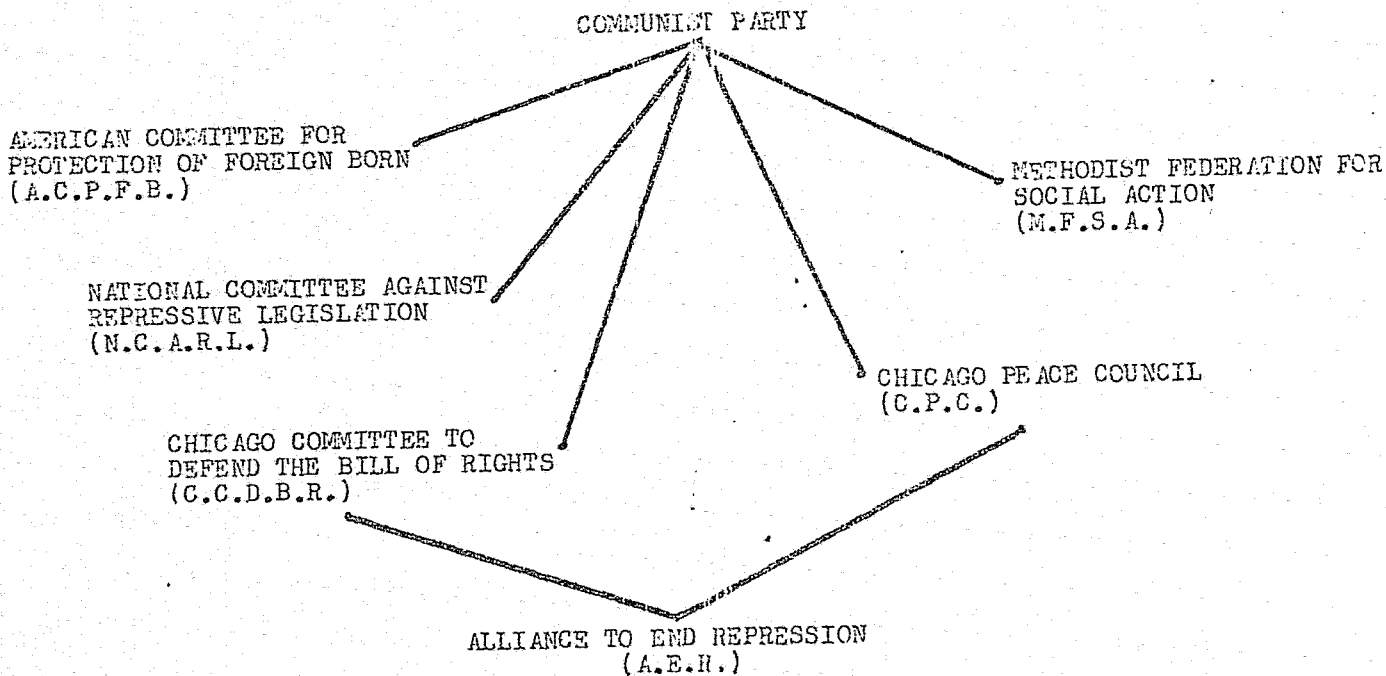 COMMUNIST PARTY
AMERICAN COMMITTEE FOR
PROTECTION OF FOREIGN BORN
(A.C.P.F.B.)
METHODIST FEDERATION FOR
SOCIAL ACTION
(M.F.S.A.)
NATIONAL COMMITTEE AGAINST
REPRESSIVE LEGISLATION
(N.C.A.R.L.)
CHICAGO PEACE COUNCIL
(C.P.C.)
CHICAGO COMMITTEE TO
DEFEND THE BILL OF RIGHTS
(C.C.D.B.R.)
ALLIANCE TO END REPRESSION
(A.E.R.)